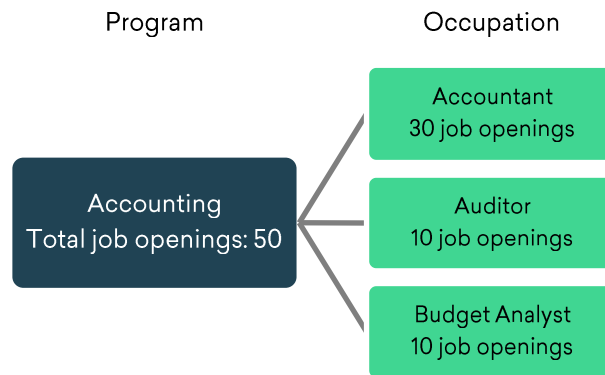 Program
Occupation
Accounting
Total job openings: 50
Accountant
30 job openings
Auditor
10 job openings
Budget Analyst
10 job openings